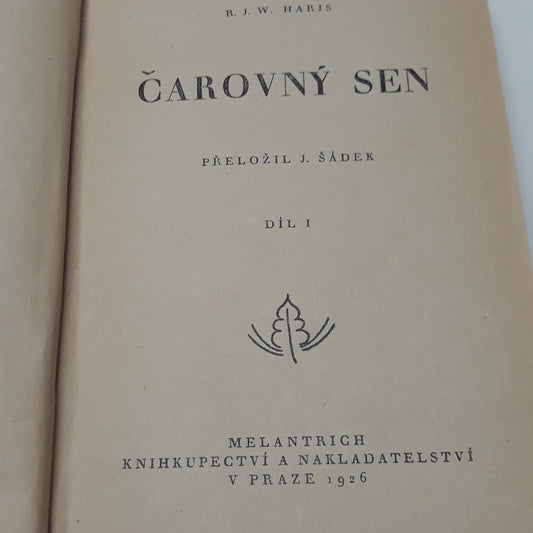 R. J. W. HARIS
ČAROVNÝ SEN
PŘELOŽIL J. ŠÁDEK
DÍL I
MELANTRICH
KNIHKUPECTVÍ A NAKLADATELSTVÍ
V PRAZE 1926